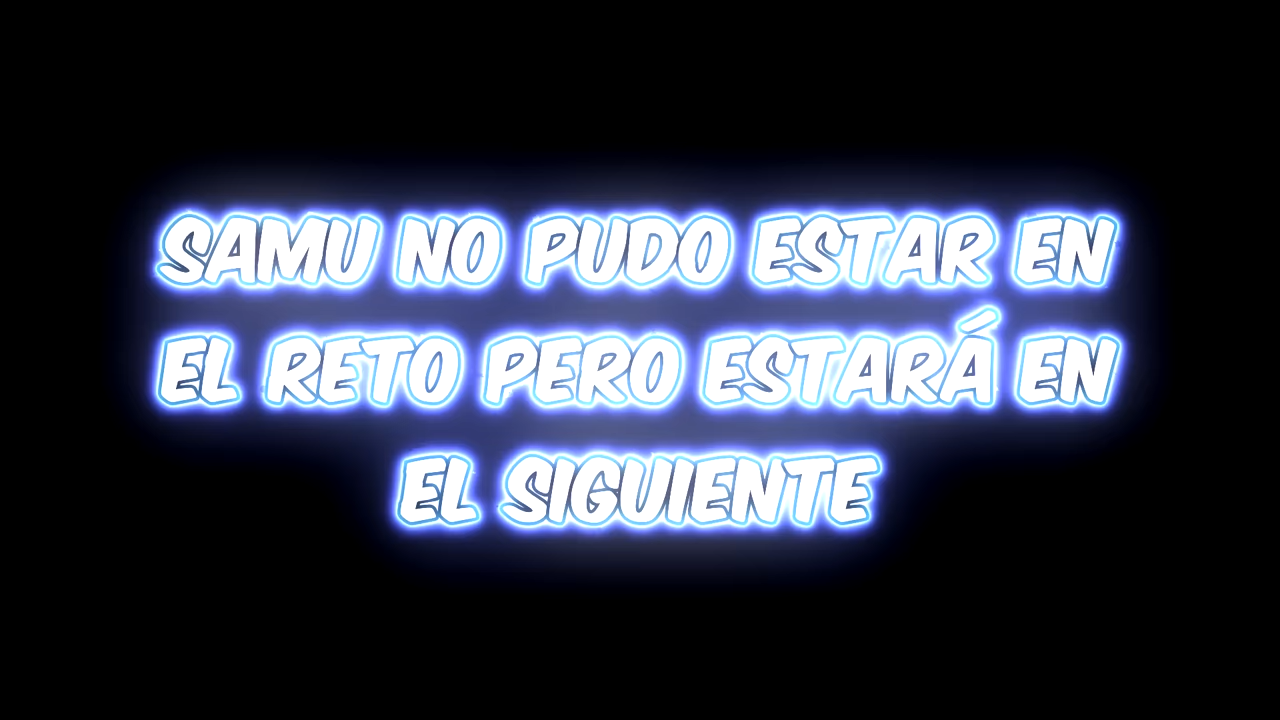 SAMU NO PUDO ESTAR EN
EL RETO PERO ESTARÁ EN
EL SIGUIENTE